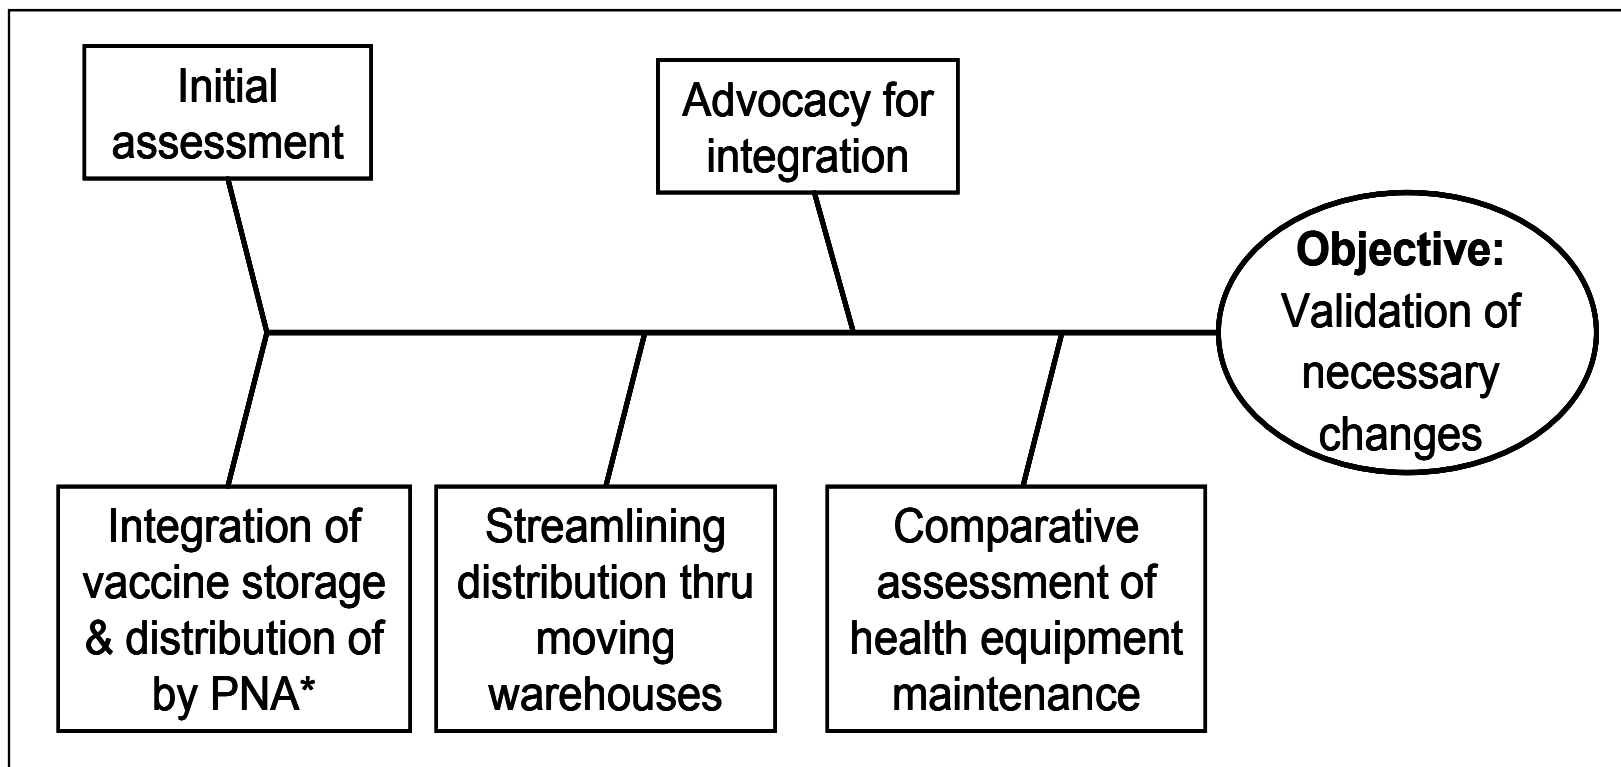 Initial
assessment
Advocacy for
integration
Objective:
Validation of
necessary
changes
Integration of
vaccine storage
& distribution of
by PNA*
Streamlining
distribution thru
moving
warehouses
Comparative
assessment of
health equipment
maintenance